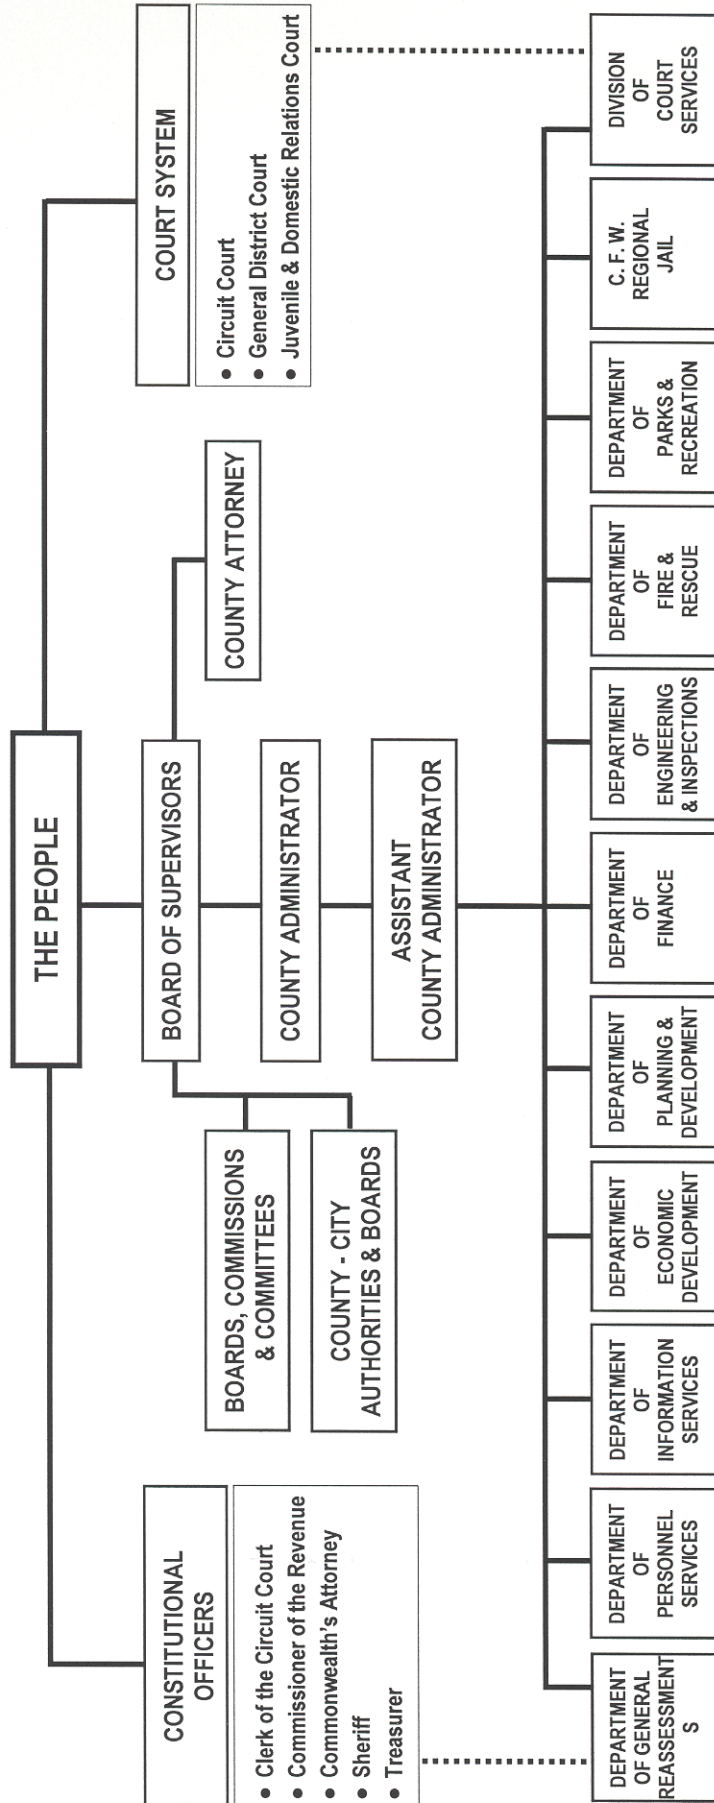 THE PEOPLE
CONSTITUTIONAL
OFFICERS
• Clerk of the Circuit Court
• Commissioner of the Revenue
• Commonwealth's Attorney
• Sheriff
• Treasurer
BOARD OF SUPERVISORS
COURT SYSTEM
• Circuit Court
• General District Court
• Juvenile & Domestic Relations Court
BOARDS, COMMISSIONS
& COMMITTEES
COUNTY ATTORNEY
COUNTY ADMINISTRATOR
COUNTY - CITY
AUTHORITIES & BOARDS
ASSISTANT
COUNTY ADMINISTRATOR
DEPARTMENT
OF GENERAL
REASSESSMENT
S
DEPARTMENT
OF
PERSONNEL
SERVICES
DEPARTMENT
OF
INFORMATION
SERVICES
DEPARTMENT
OF
ECONOMIC
DEVELOPMENT
DEPARTMENT
OF
PLANNING &
DEVELOPMENT
DEPARTMENT
OF
FINANCE
DEPARTMENT
OF
ENGINEERING
& INSPECTIONS
DEPARTMENT
OF
FIRE &
RESCUE
DEPARTMENT
OF
PARKS &
RECREATION
C. F. W.
REGIONAL
JAIL
DIVISION
OF
COURT
SERVICES